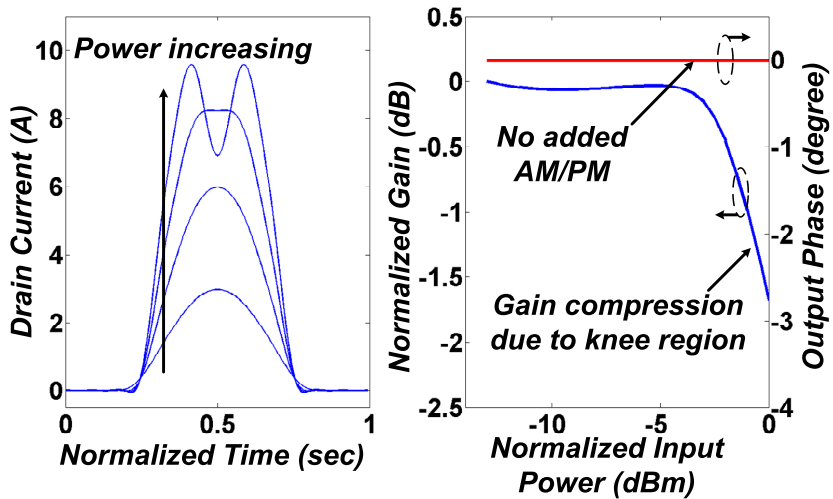 Power increasing
Drain Current (A)
10
8
6
4
2
0
0
0.5
1
Normalized Time (sec)
Normalized Gain (dB)
0.5
0
-0.5
-1
-1.5
-2
-2.5
-10
-5
0
Normalized Input
Power (dBm)
No added
AM/PM
Gain compression
due to knee region
0
-1
-2
-3
-4
Output Phase (degree)